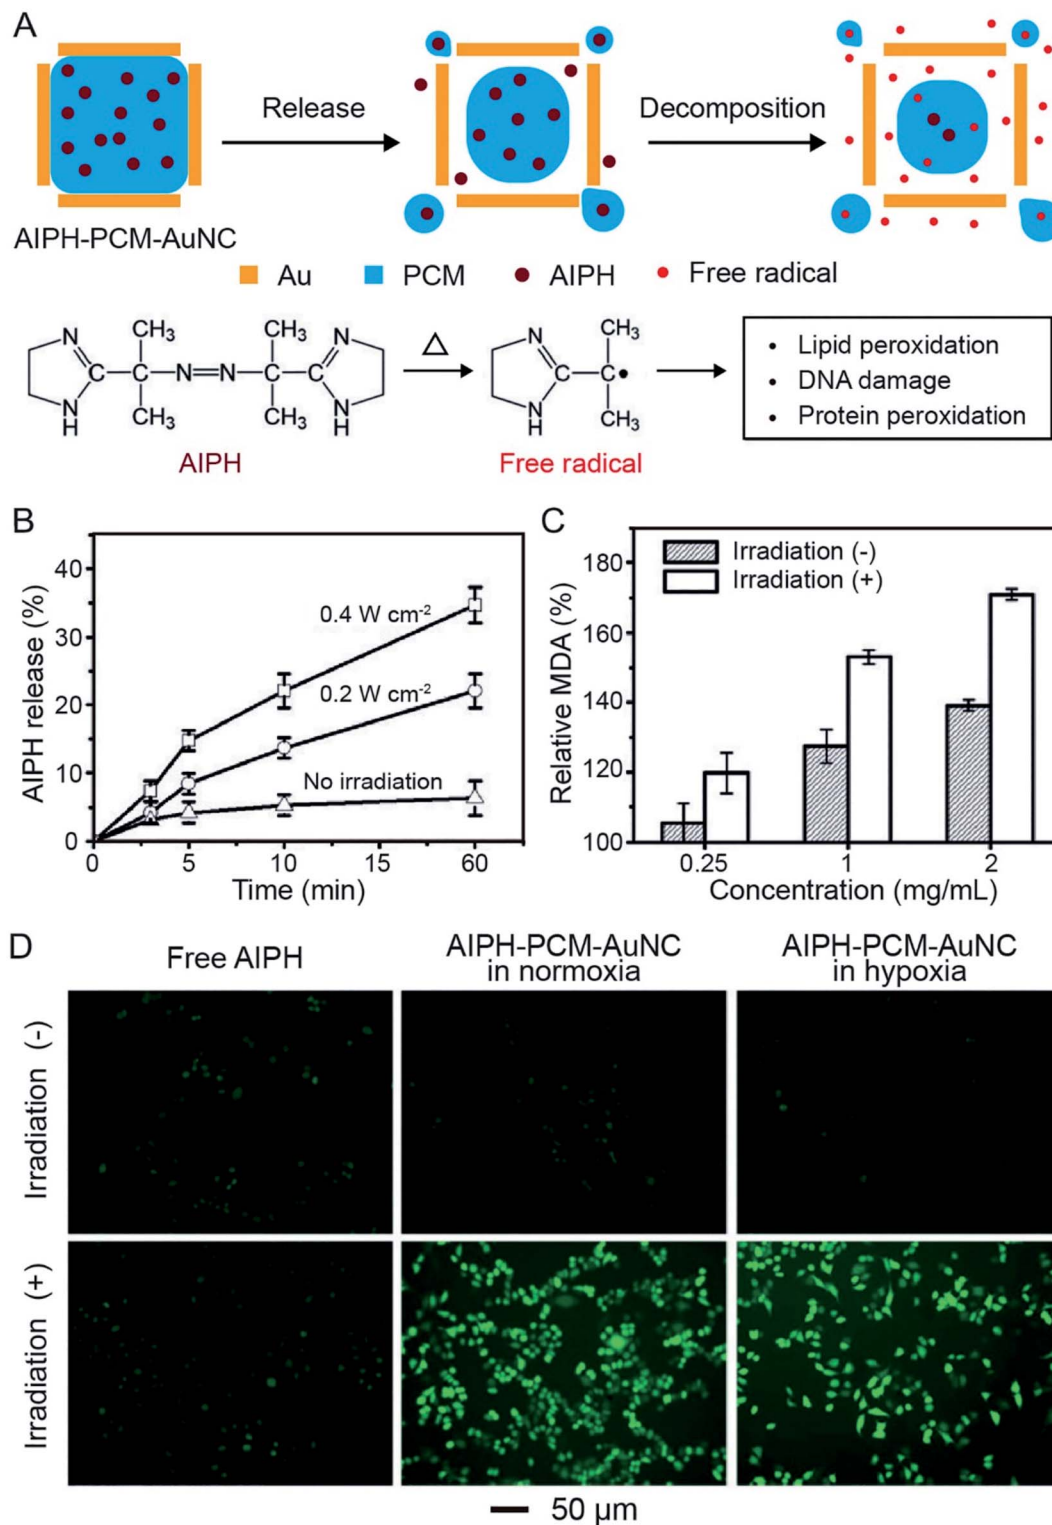 A
Release
Decomposition
AIPH-PCM-AuNC
Au
PCM
AIPH
Free radical
N
CH₃
CH₃
N
C
C
N
N
C
C
N
H
CH₃
CH₃
N
H
△
N
CH₃
C
C
N
H
CH₃
• Lipid peroxidation
• DNA damage
• Protein peroxidation
AIPH
Free radical
B
AIPH release (%)
40
30
20
10
0
0.4 W cm⁻²
0.2 W cm⁻²
No irradiation
0
5
10
15
60
Time (min)
C
Relative MDA (%)
180
160
140
120
100
Irradiation (-)
Irradiation (+)
0.25
1
2
Concentration (mg/mL)
D
Free AIPH
AIPH-PCM-AuNC
in normoxia
AIPH-PCM-AuNC
in hypoxia
Irradiation (-)
Irradiation (+)
50 μm